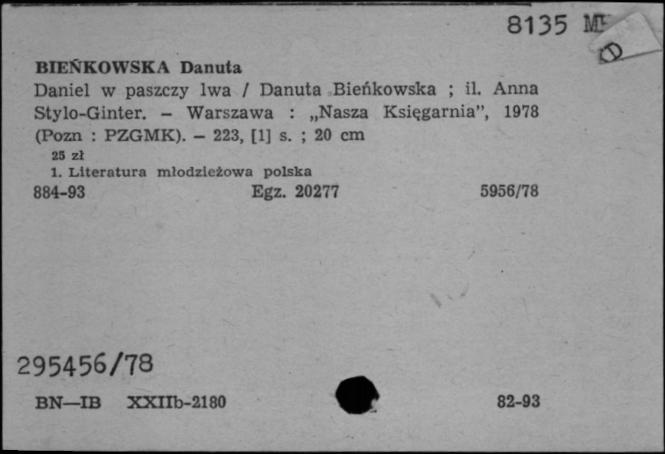 8135
BIEŃKOWSKA Danuta
Daniel w paszczy lwa / Danuta Bieńkowska ; il. Anna
Stylo-Ginter. – Warszawa : „Nasza Księgarnia”, 1978
(Pozn : PZGMK). – 223, [1] s. ; 20 cm
25 zł
1. Literatura młodzieżowa polska
884-93 Egz. 20277 5956/78
295456/78
BN—IB XXIIb-2180 82-93